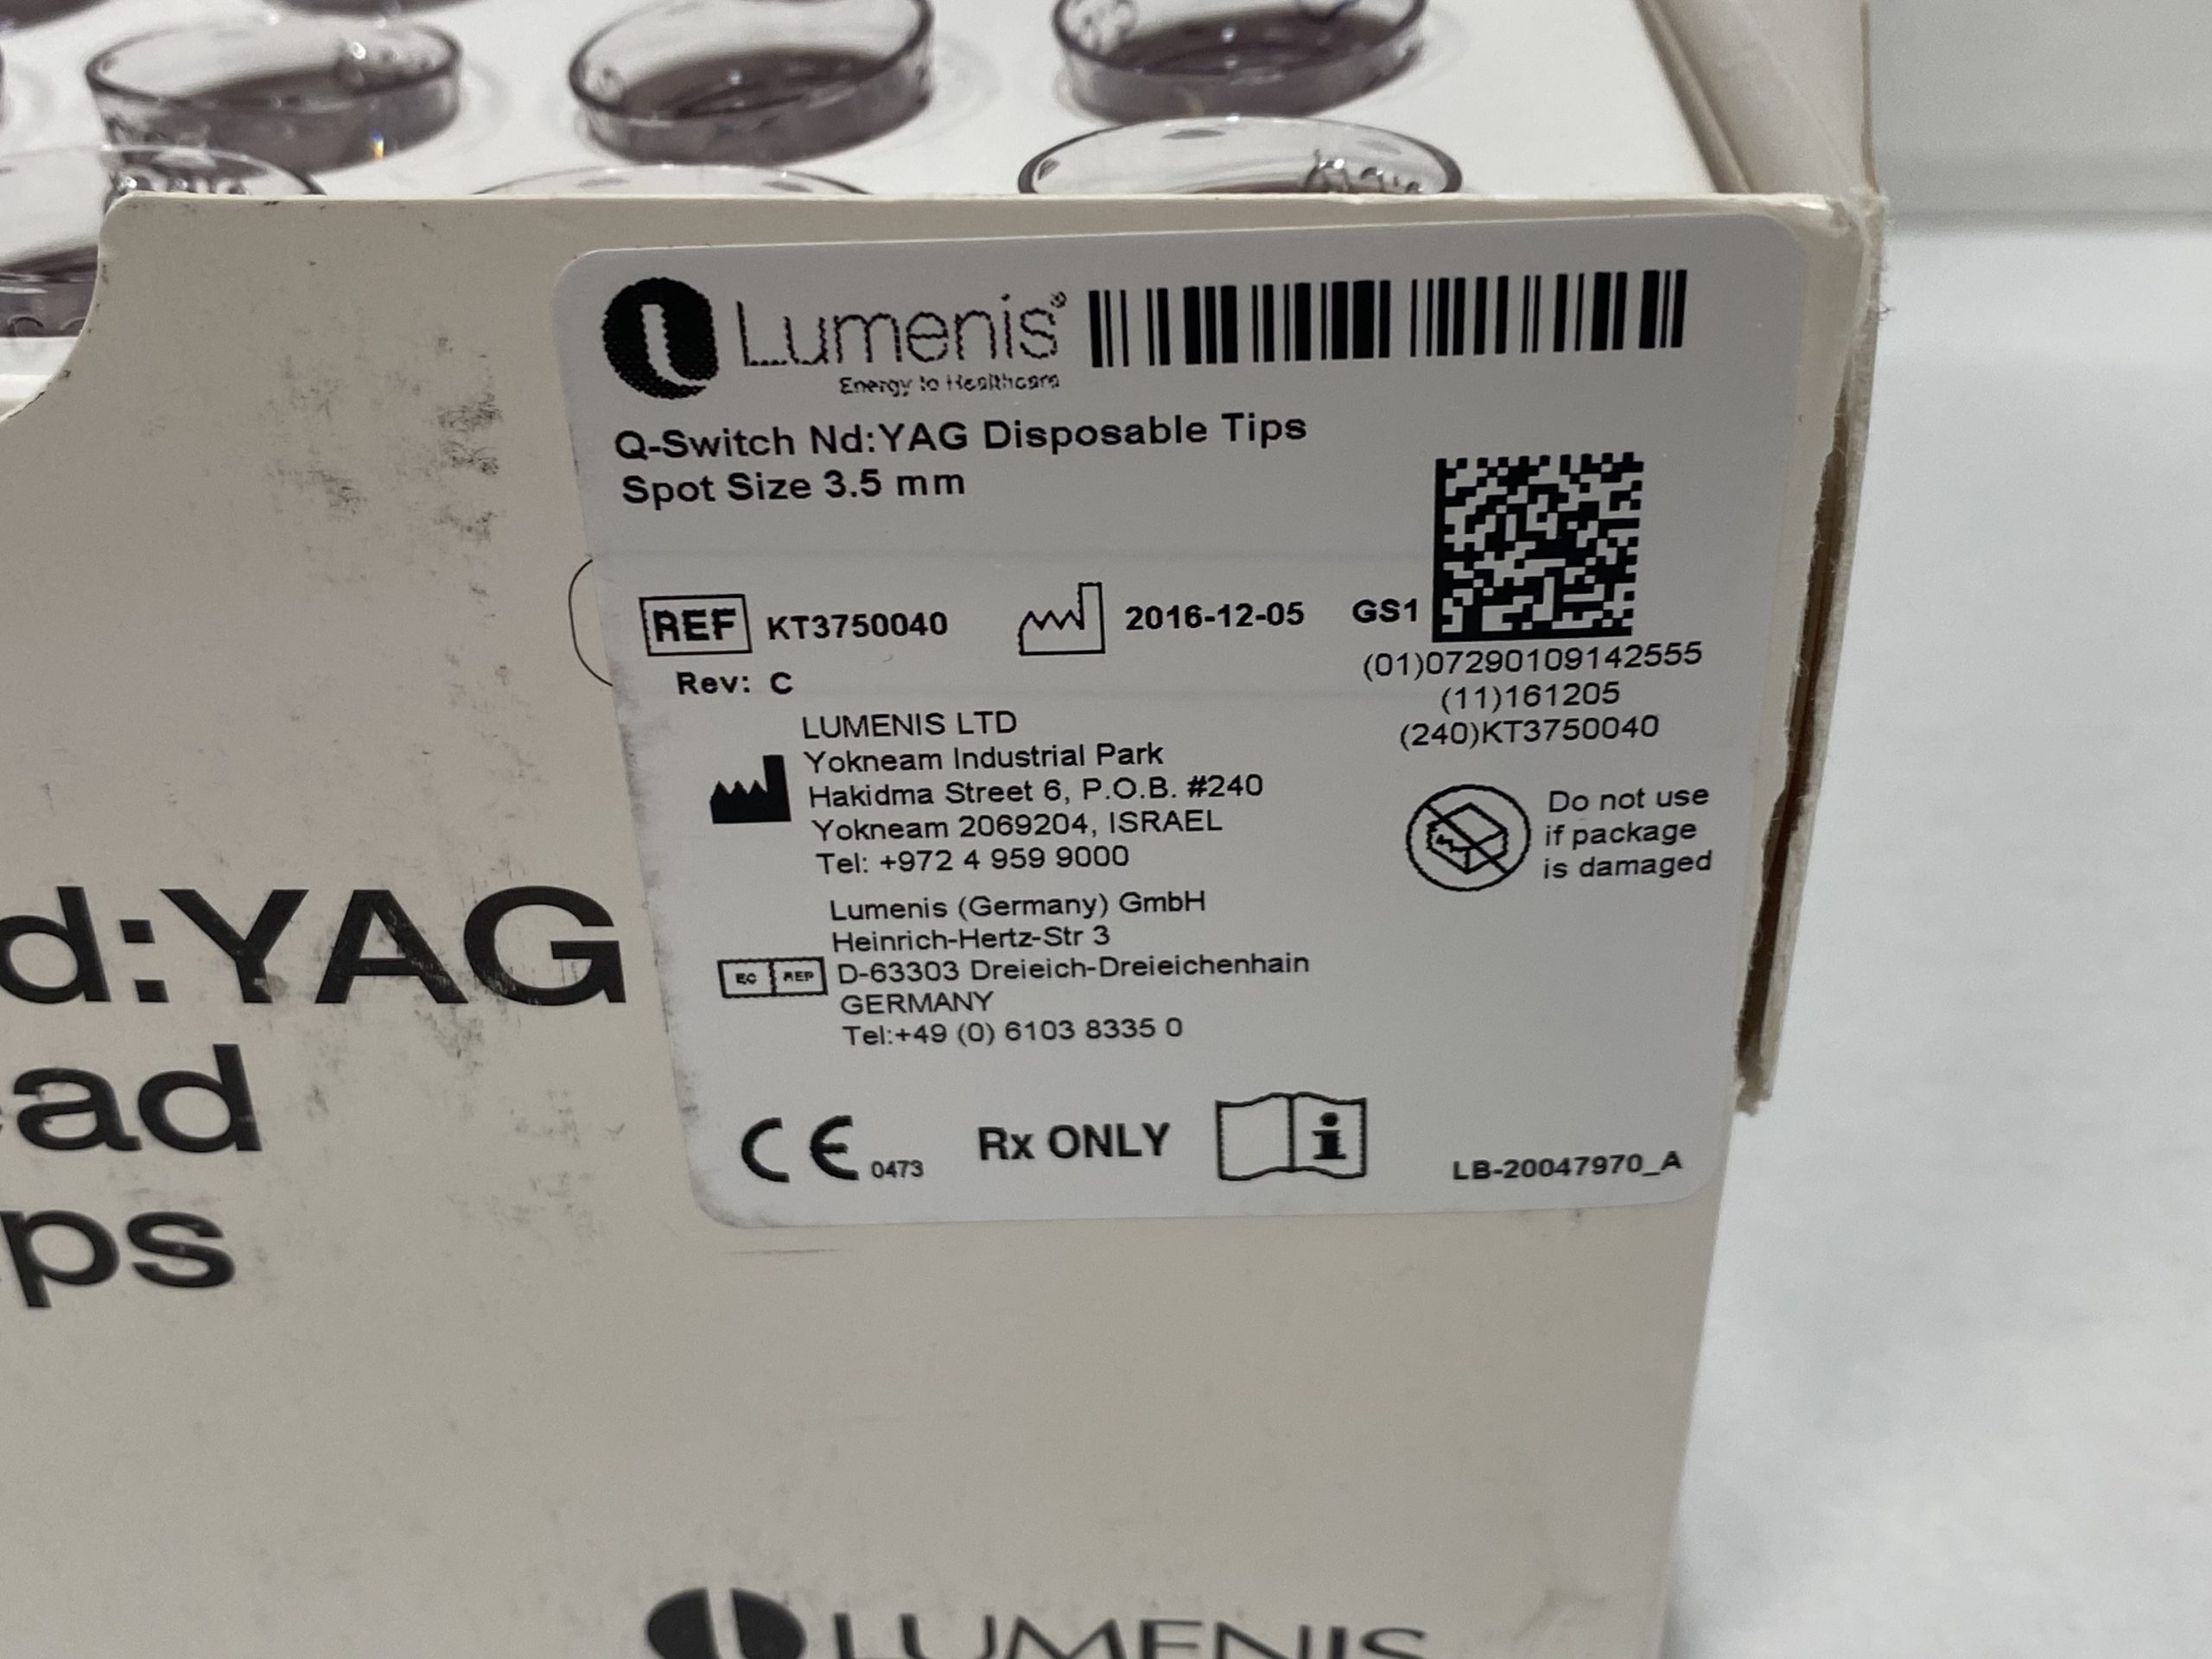 Lumenis®
Energy to Healthcare
Q-Switch Nd:YAG Disposable Tips
Spot Size 3.5 mm
REF KT3750040 2016-12-05 GS1
Rev: C
(01)07290109142555
(11)161205
(240)KT3750040
LUMENIS LTD
Yokneam Industrial Park
Hakidma Street 6, P.O.B. #240
Yokneam 2069204, ISRAEL
Tel: +972 4 959 9000
Do not use
if package
is damaged
Lumenis (Germany) GmbH
Heinrich-Hertz-Str 3
EC REP D-63303 Dreieich-Dreieichenhain
GERMANY
Tel:+49 (0) 6103 8335 0
CE 0473 Rx ONLY i LB-20047970_A
d:YAG
ad
ps
LUMENIS